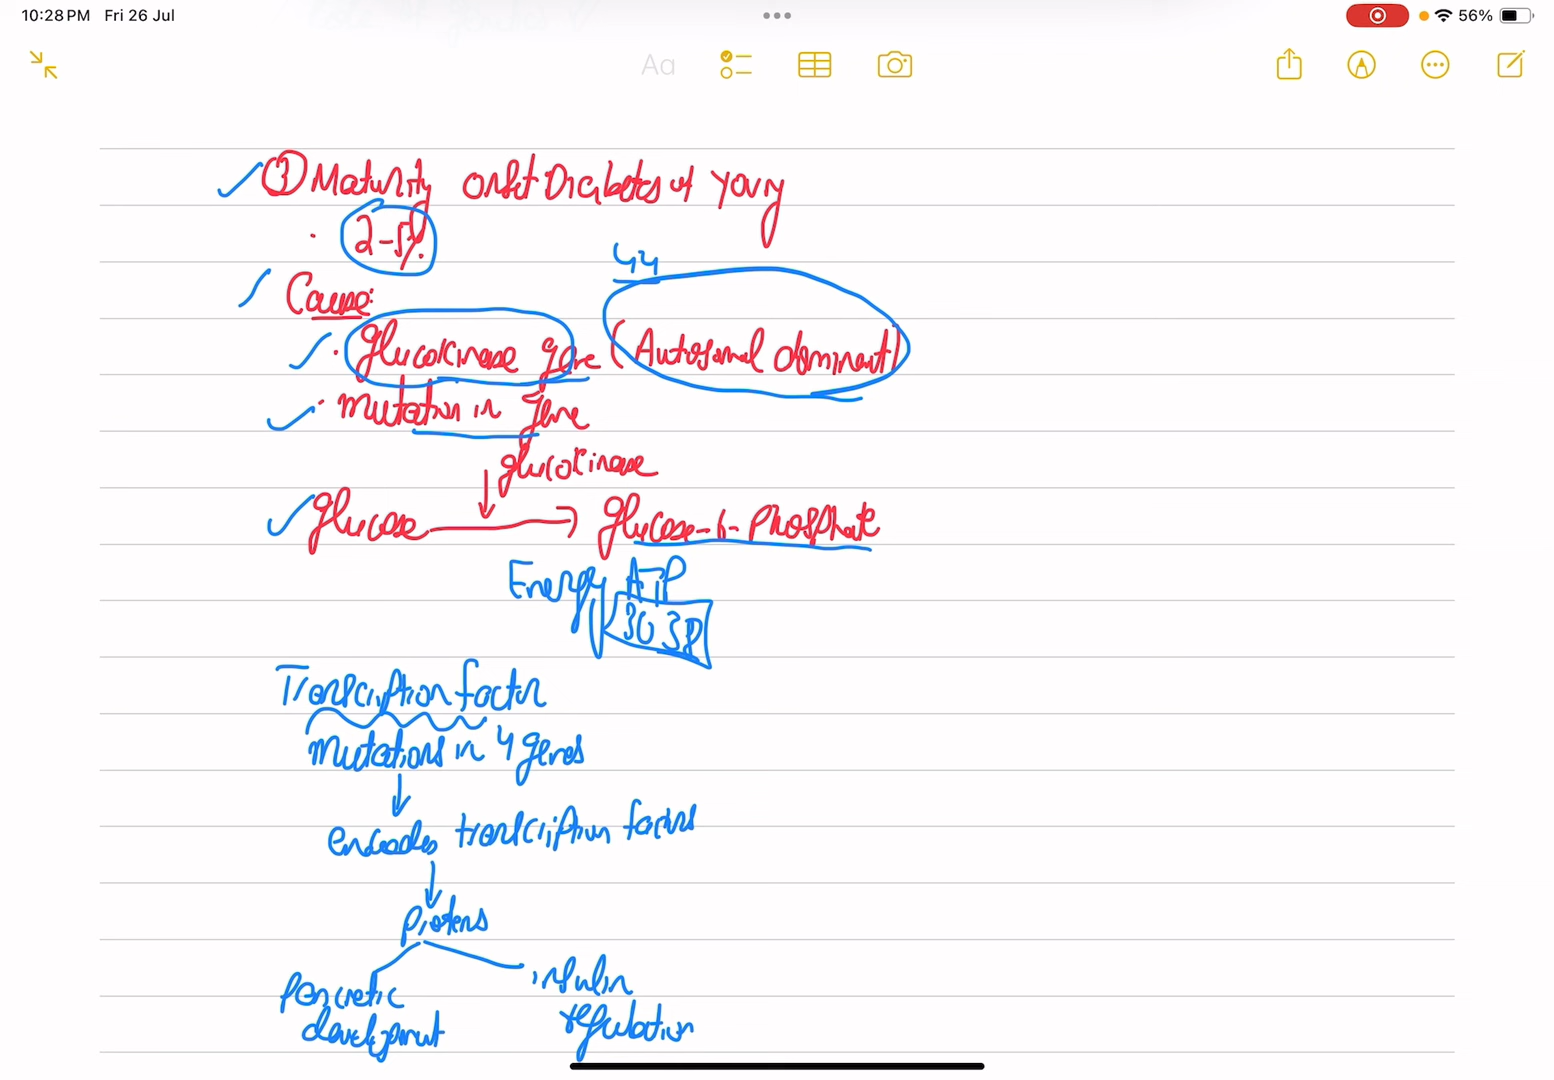 10:28 PM Fri 26 Jul
56%
Aa
① Maturity onset Diabetes of young
· 2-5%.
44
Cause:
· glucokinase gene (Autosomal dominant)
· mutation in gene
glucokinase
glucose → glucose-6-Phosphate
Energy ATP
38
Transcription factor
mutations in 4 genes
encodes transcription factors
Proteins
Pancretic insulin
development regulation